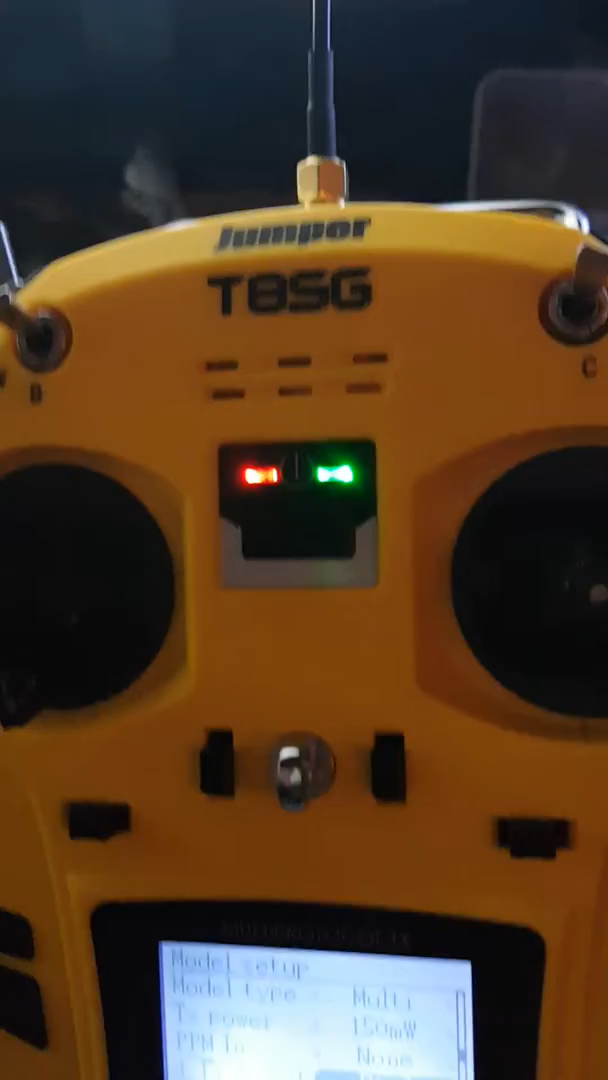 Jumper
T8SG
B
C
Model setup
Model type : Multi
Tx power : 150mW
PPM In : None